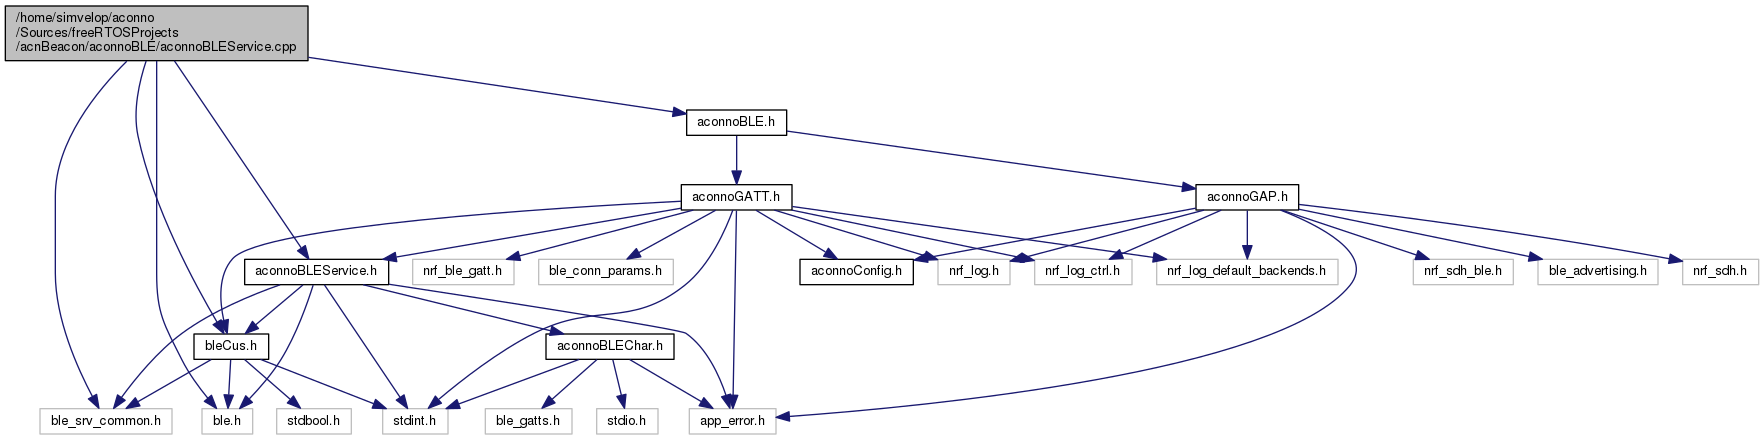 /home/simvelop/aconno
/Sources/freeRTOSProjects
/acnBeacon/aconnoBLE/aconnoBLEService.cpp
aconnoBLE.h
aconnoGATT.h
aconnoGAP.h
aconnoBLEService.h
nrf_ble_gatt.h
ble_conn_params.h
aconnoConfig.h
nrf_log.h
nrf_log_ctrl.h
nrf_log_default_backends.h
nrf_sdh_ble.h
ble_advertising.h
nrf_sdh.h
bleCus.h
aconnoBLEChar.h
ble_srv_common.h
ble.h
stdbool.h
stdint.h
ble_gatts.h
stdio.h
app_error.h